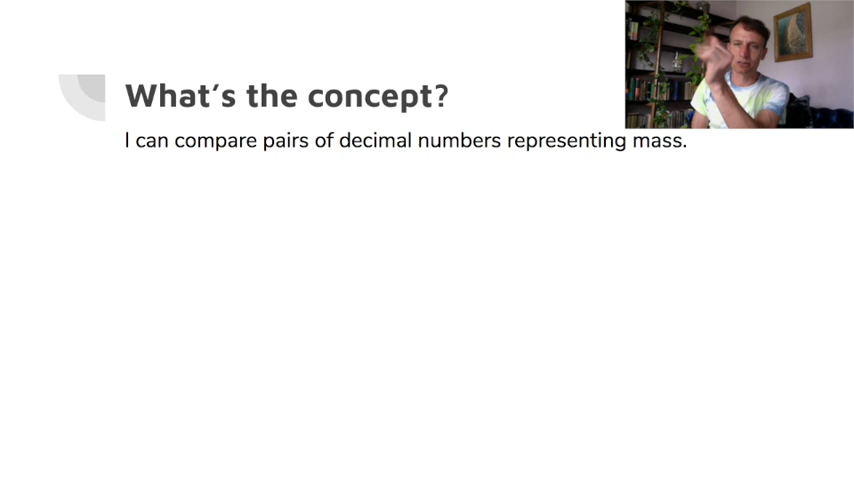 What's the concept?
I can compare pairs of decimal numbers representing mass.